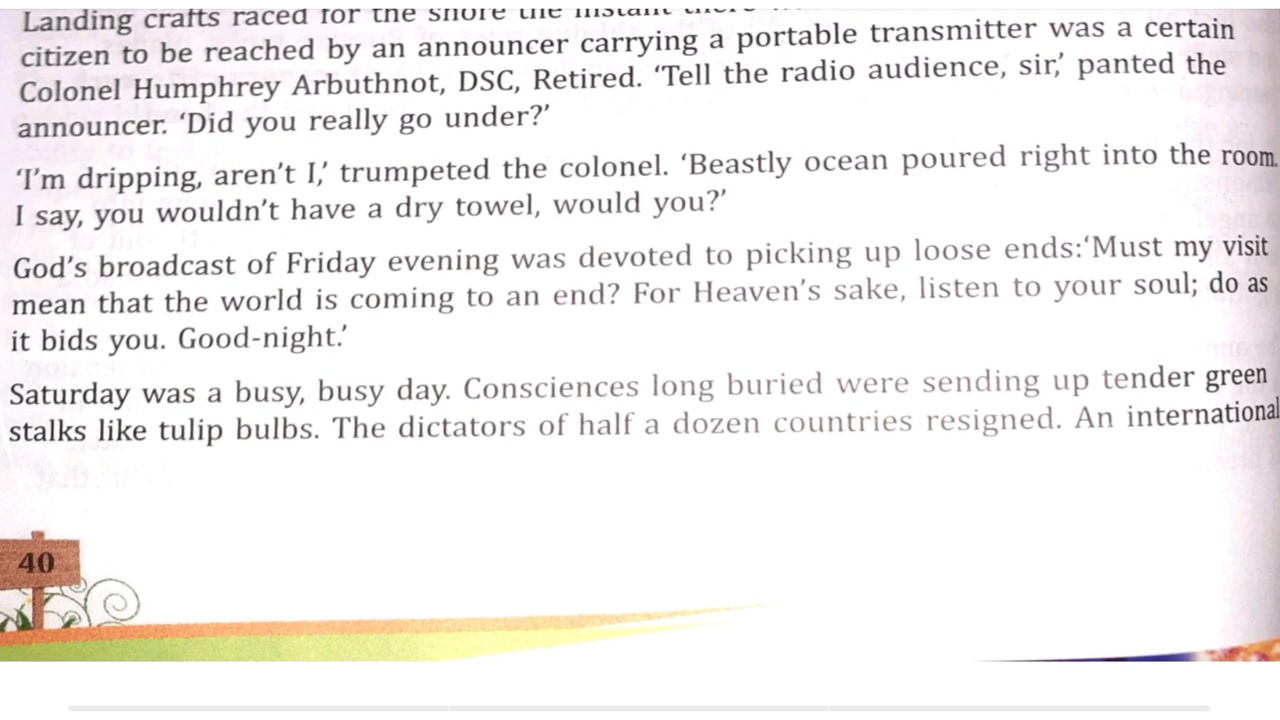 Landing crafts raced for the shore the instant there
citizen to be reached by an announcer carrying a portable transmitter was a certain
Colonel Humphrey Arbuthnot, DSC, Retired. ‘Tell the radio audience, sir,’ panted the
announcer. ‘Did you really go under?’
‘I’m dripping, aren’t I,’ trumpeted the colonel. ‘Beastly ocean poured right into the room.
I say, you wouldn’t have a dry towel, would you?’
God’s broadcast of Friday evening was devoted to picking up loose ends:‘Must my visit
mean that the world is coming to an end? For Heaven’s sake, listen to your soul; do as
it bids you. Good-night.’
Saturday was a busy, busy day. Consciences long buried were sending up tender green
stalks like tulip bulbs. The dictators of half a dozen countries resigned. An international
40